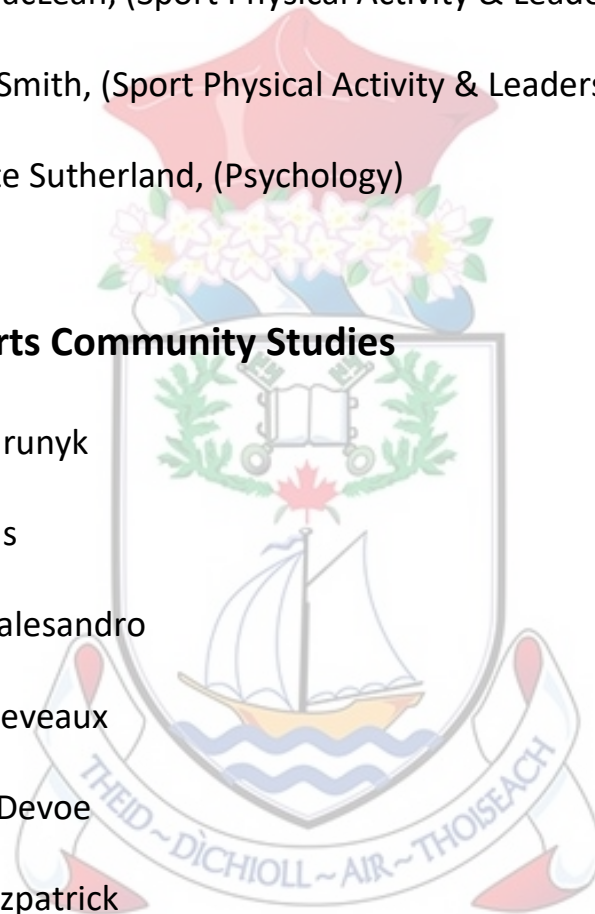 acLean, (Sport Physical Activity & Leade
Smith, (Sport Physical Activity & Leaders
te Sutherland, (Psychology)
rts Community Studies
runyk
s
alesandro
eveaux
Devoe
zpatrick
THEID ~ DÌCHIOLL ~ AIR ~ THOISEACH